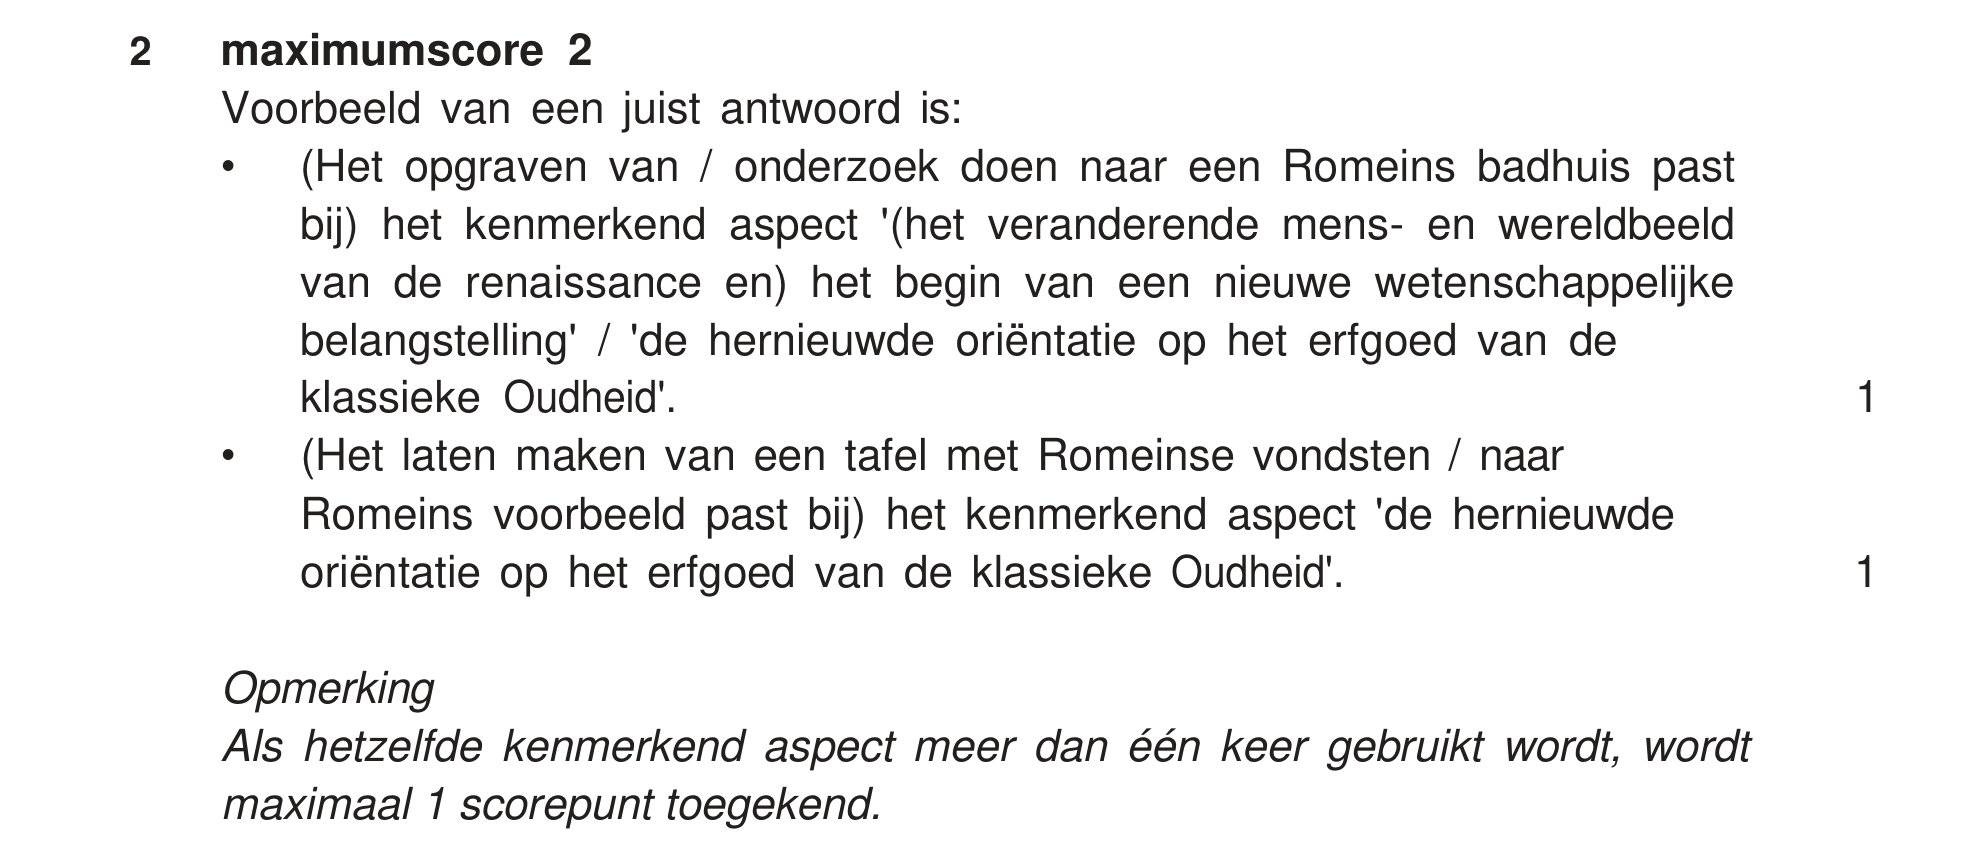 2 maximumscore 2
Voorbeeld van een juist antwoord is:
• (Het opgraven van / onderzoek doen naar een Romeins badhuis past
bij) het kenmerkend aspect '(het veranderende mens- en wereldbeeld
van de renaissance en) het begin van een nieuwe wetenschappelijke
belangstelling' / 'de hernieuwde oriëntatie op het erfgoed van de
klassieke Oudheid'. 1
• (Het laten maken van een tafel met Romeinse vondsten / naar
Romeins voorbeeld past bij) het kenmerkend aspect 'de hernieuwde
oriëntatie op het erfgoed van de klassieke Oudheid'. 1
Opmerking
Als hetzelfde kenmerkend aspect meer dan één keer gebruikt wordt, wordt
maximaal 1 scorepunt toegekend.